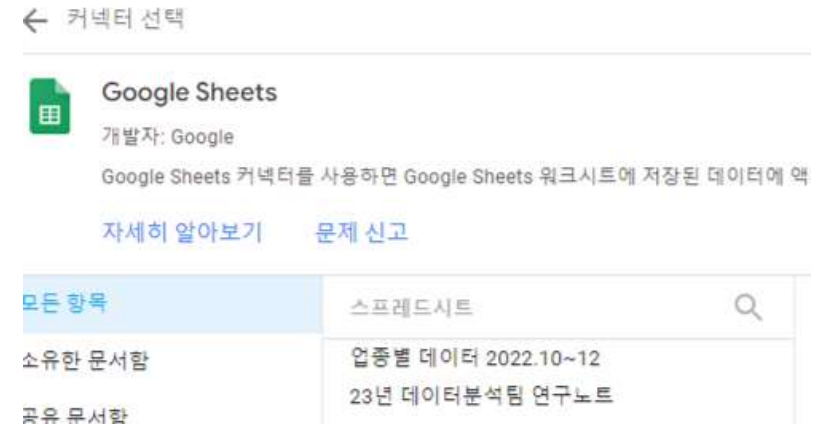 ← 커넥터 선택
Google Sheets
개발자: Google
Google Sheets 커넥터를 사용하면 Google Sheets 워크시트에 저장된 데이터에 액
자세히 알아보기 문제 신고
모든 항목 스프레드시트
소유한 문서함 업종별 데이터 2022.10~12
23년 데이터분석팀 연구노트
공유 문서함